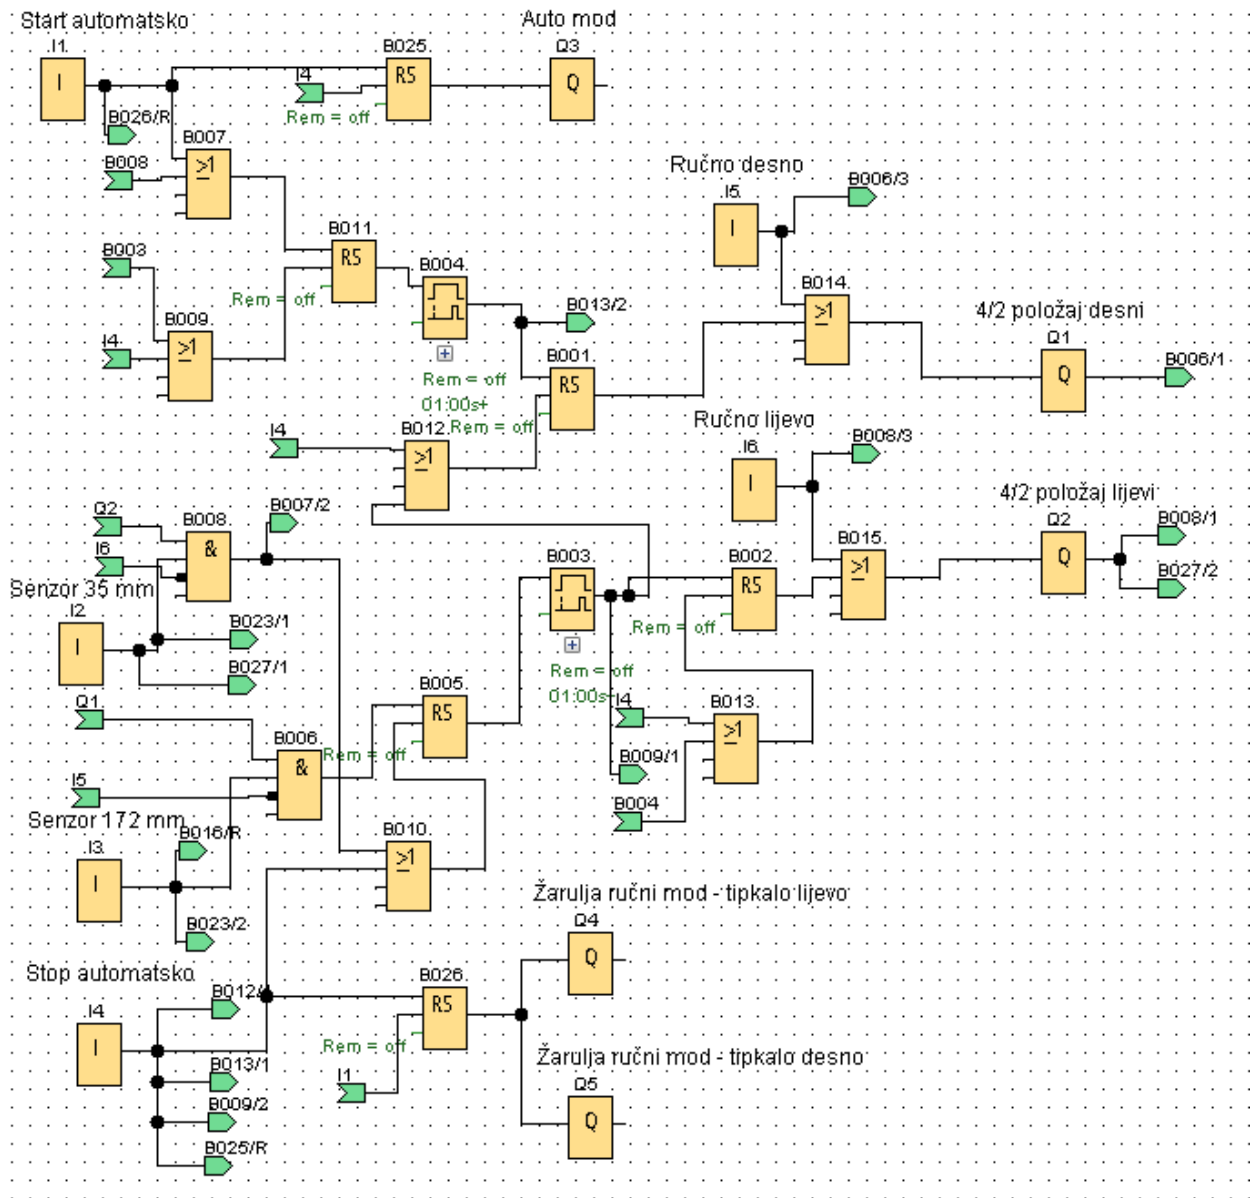 Start automatsko
Auto mod
I1
I
B025
RS
I4
Rem = off
Q3
Q
B026/R
B007
≥1
B008
Ručno desno
I5
I
B006/3
B003
B011
RS
Rem = off
B004
B013/2
B014
≥1
4/2 položaj desni
Q1
Q
B006/1
B009
≥1
I4
Rem = off
01:00s+
B001
RS
Rem = off
I4
B012
≥1
Ručno lijevo
I6
I
B008/3
4/2 položaj lijevi
Q2
Q
B008/1
B027/2
Q2
I6
B008
&
B007/2
B003
Rem = off
01:00s+
B002
RS
Rem = off
B015
≥1
Senzor 35 mm
I2
I
B023/1
B027/1
Q1
B005
RS
Rem = off
B006
&
I5
I4
B013
≥1
B009/1
B004
Senzor 172 mm
I3
I
B016/R
B023/2
B010
≥1
Žarulja ručni mod - tipkalo lijevo
Q4
Q
Stop automatsko
I4
I
B012/1
B013/1
B009/2
B025/R
B026
RS
Rem = off
I1
Žarulja ručni mod - tipkalo desno
Q5
Q